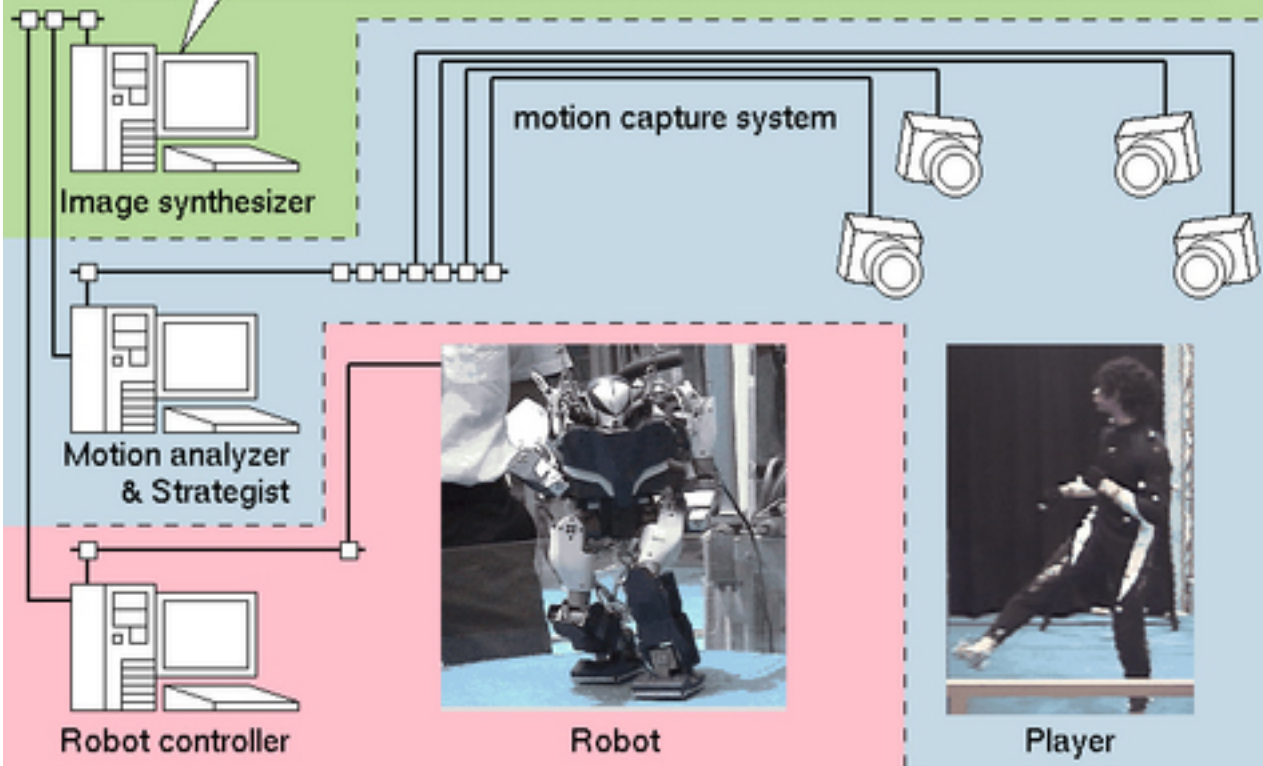 motion capture system
Image synthesizer
Motion analyzer
& Strategist
Robot controller
Robot
Player